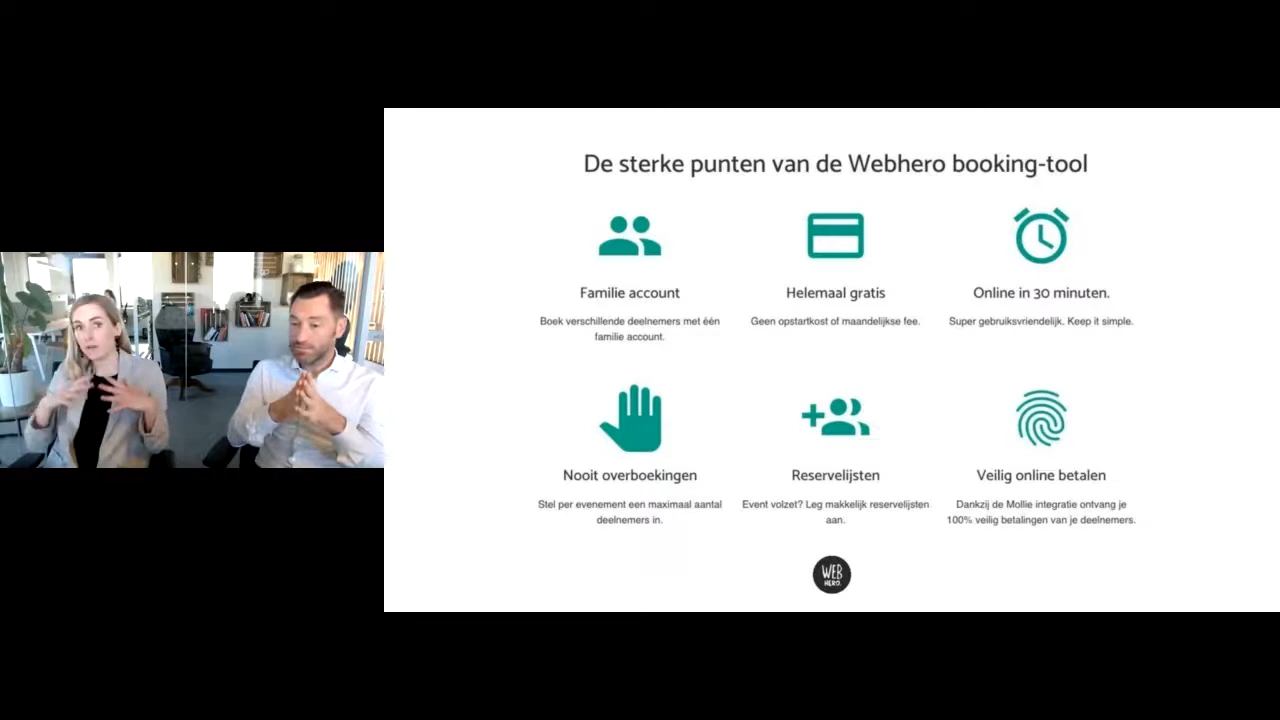 De sterke punten van de Webhero booking-tool
Familie account
Boek verschillende deelnemers met één
familie account.
Helemaal gratis
Geen opstartkost of maandelijkse fee.
Online in 30 minuten.
Super gebruiksvriendelijk. Keep it simple.
Nooit overboekingen
Stel per evenement een maximaal aantal
deelnemers in.
Reservelijsten
Event volzet? Leg makkelijk reservelijsten
aan.
Veilig online betalen
Dankzij de Mollie integratie ontvang je
100% veilig betalingen van je deelnemers.
WEB
HERO.